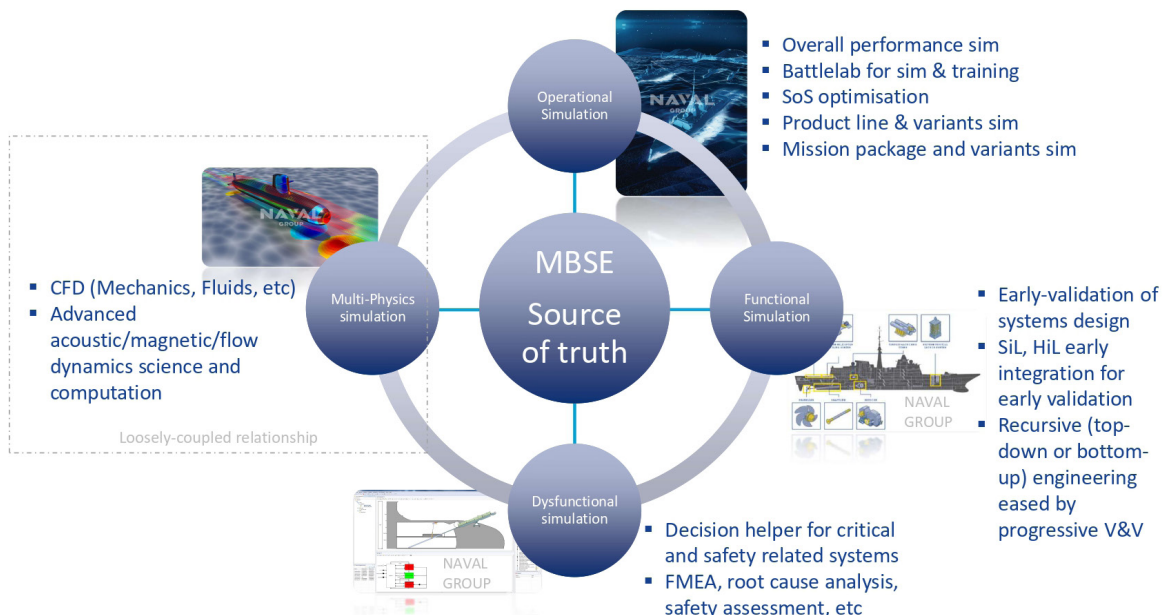 Operational
Simulation
NAVAL
GROUP
▪ Overall performance sim
▪ Battlelab for sim & training
▪ SoS optimisation
▪ Product line & variants sim
▪ Mission package and variants sim
NAVAL
GROUP
Multi-Physics
simulation
▪ CFD (Mechanics, Fluids, etc)
▪ Advanced
acoustic/magnetic/flow
dynamics science and
computation
Loosely-coupled relationship
MBSE
Source
of truth
Functional
Simulation
NAVAL
GROUP
▪ Early-validation of
systems design
▪ SiL, HiL early
integration for
early validation
▪ Recursive (top-
down or bottom-
up) engineering
eased by
progressive V&V
Dysfunctional
simulation
NAVAL
GROUP
▪ Decision helper for critical
and safety related systems
▪ FMEA, root cause analysis,
safety assessment, etc